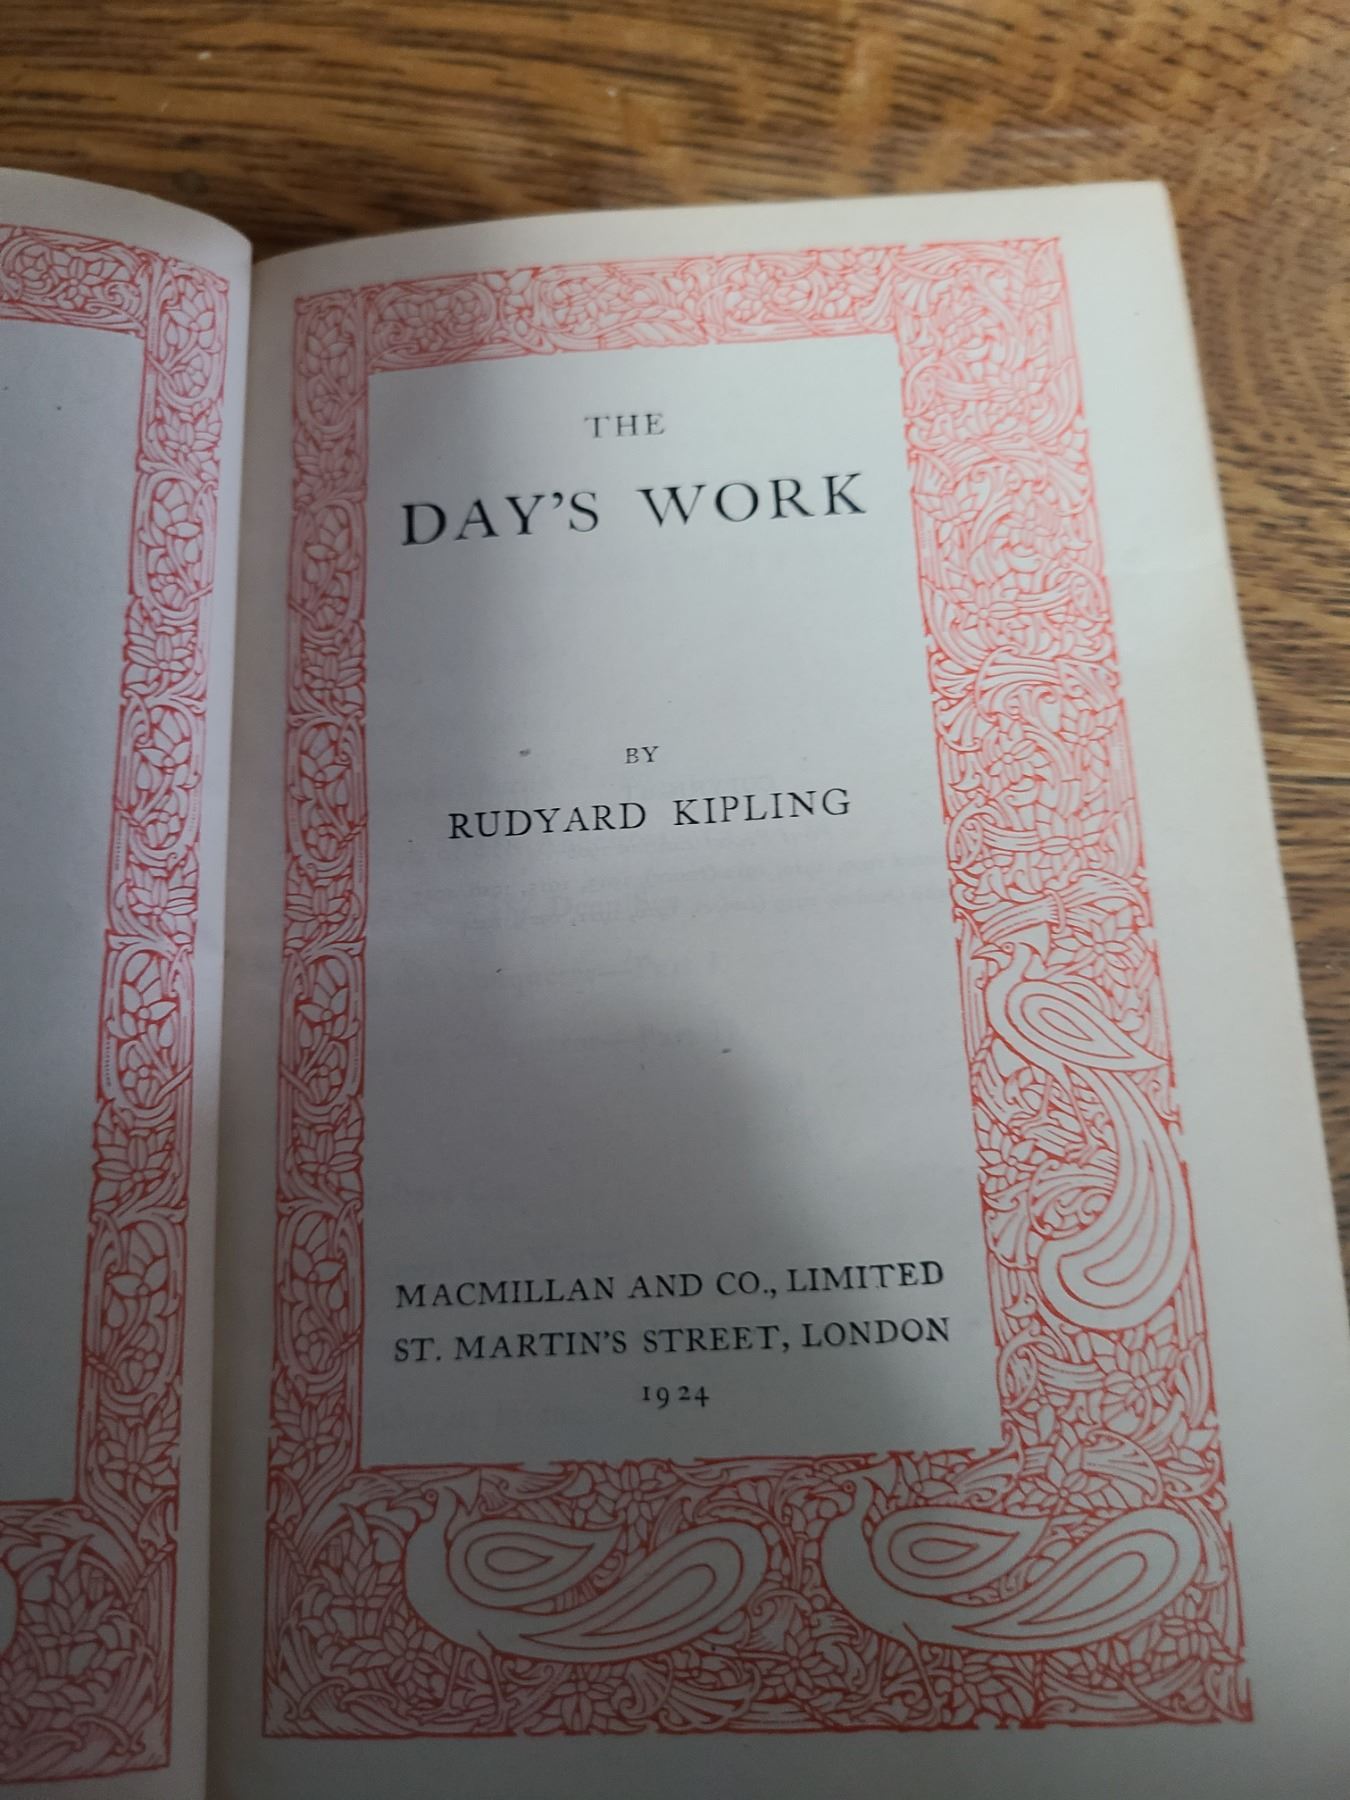 THE
DAY'S WORK
BY
RUDYARD KIPLING
MACMILLAN AND CO., LIMITED
ST. MARTIN'S STREET, LONDON
1924